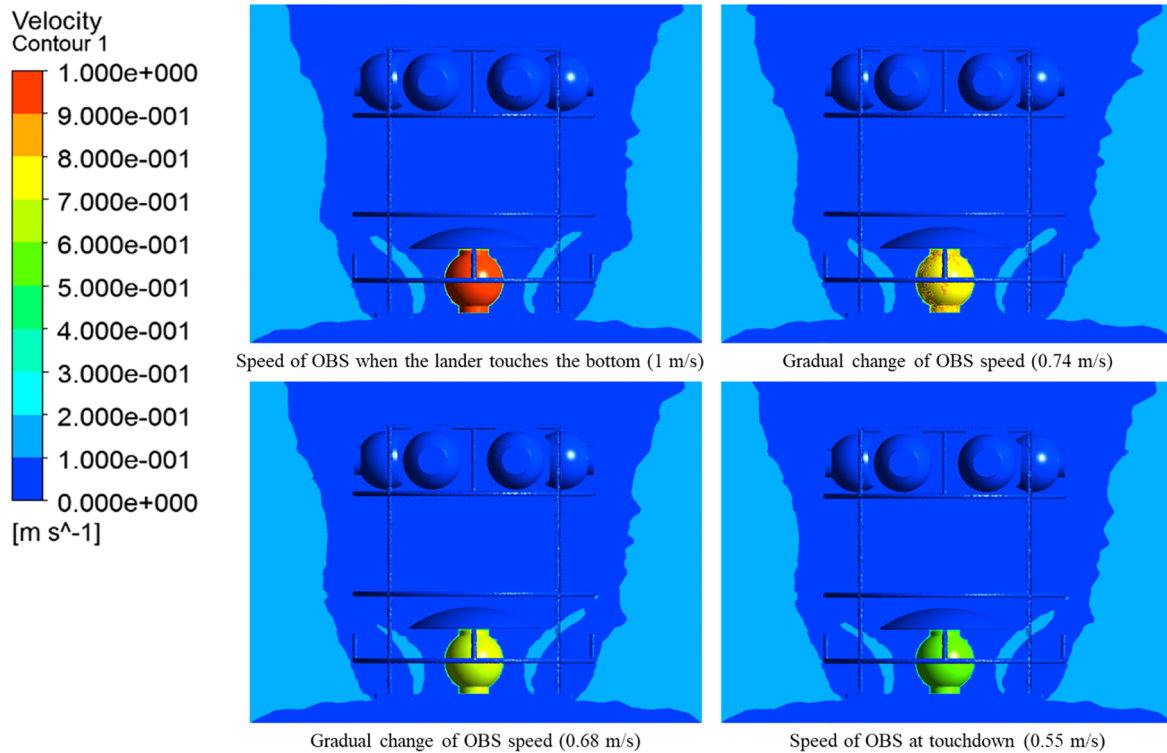 Velocity
Contour 1
1.000e+000
9.000e-001
8.000e-001
7.000e-001
6.000e-001
5.000e-001
4.000e-001
3.000e-001
2.000e-001
1.000e-001
0.000e+000
[m s^-1]
Speed of OBS when the lander touches the bottom (1 m/s)
Gradual change of OBS speed (0.74 m/s)
Gradual change of OBS speed (0.68 m/s)
Speed of OBS at touchdown (0.55 m/s)